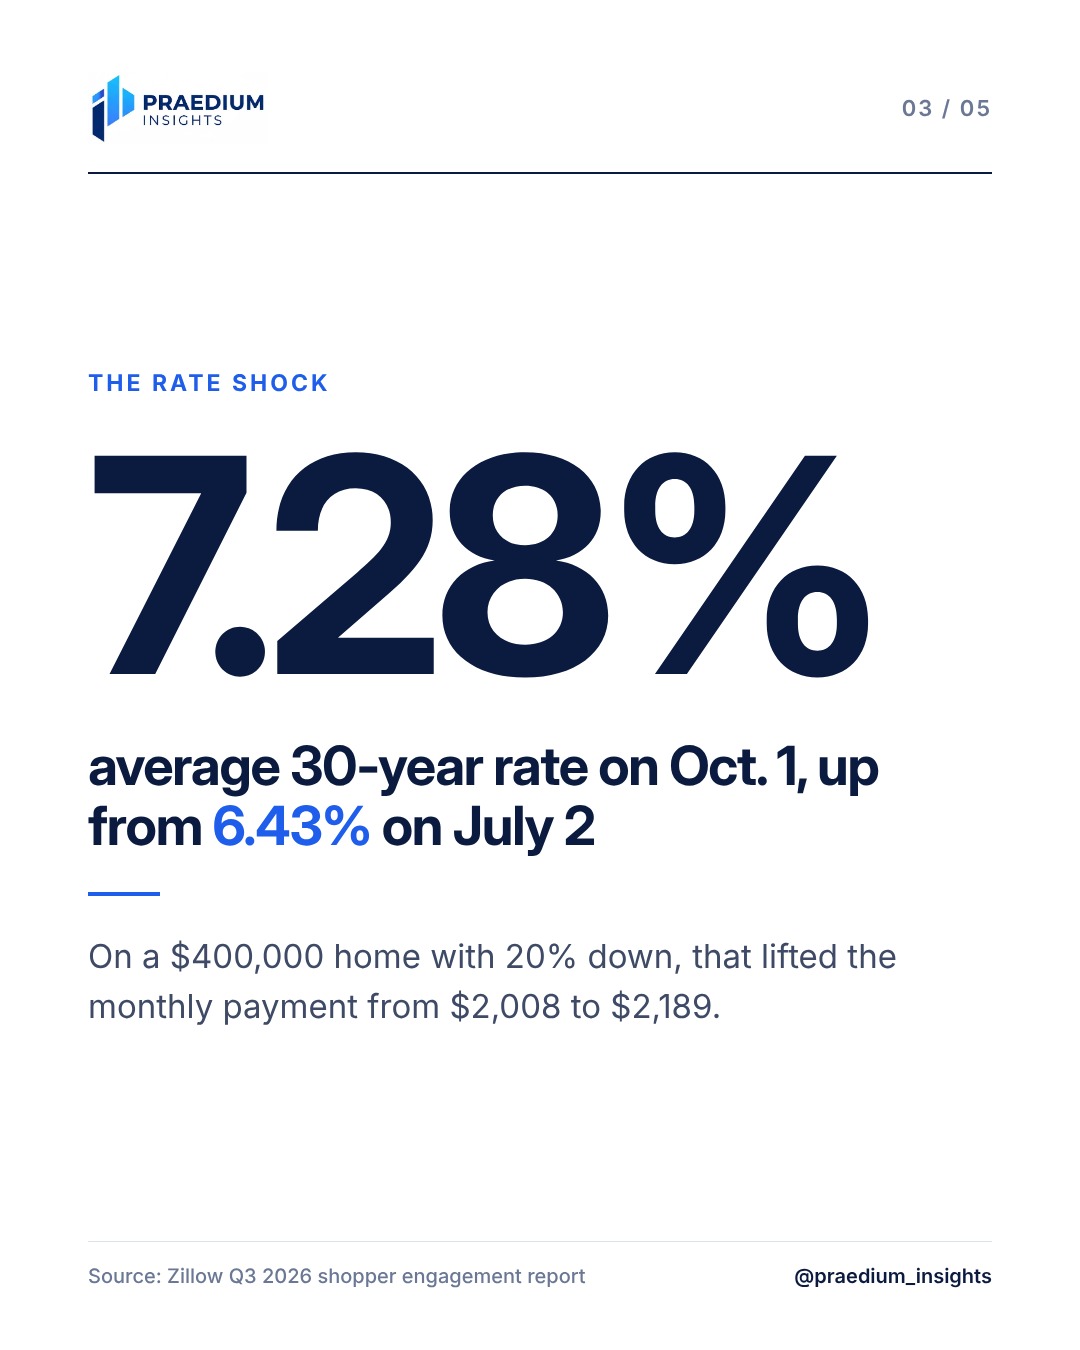 PRAEDIUM
INSIGHTS
03 / 05
THE RATE SHOCK
7.28%
average 30-year rate on Oct. 1, up
from 6.43% on July 2
On a $400,000 home with 20% down, that lifted the
monthly payment from $2,008 to $2,189.
Source: Zillow Q3 2026 shopper engagement report
@praedium_insights